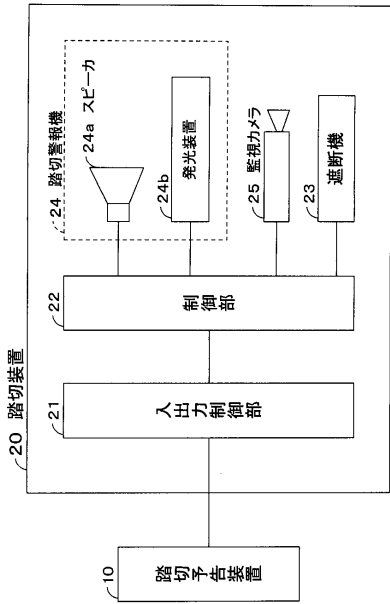 20 踏切装置
24 踏切警報機
24a スピーカ
24b
発光装置
25 監視カメラ
23
遮断機
22
制御部
21
入出力制御部
10
踏切予告装置